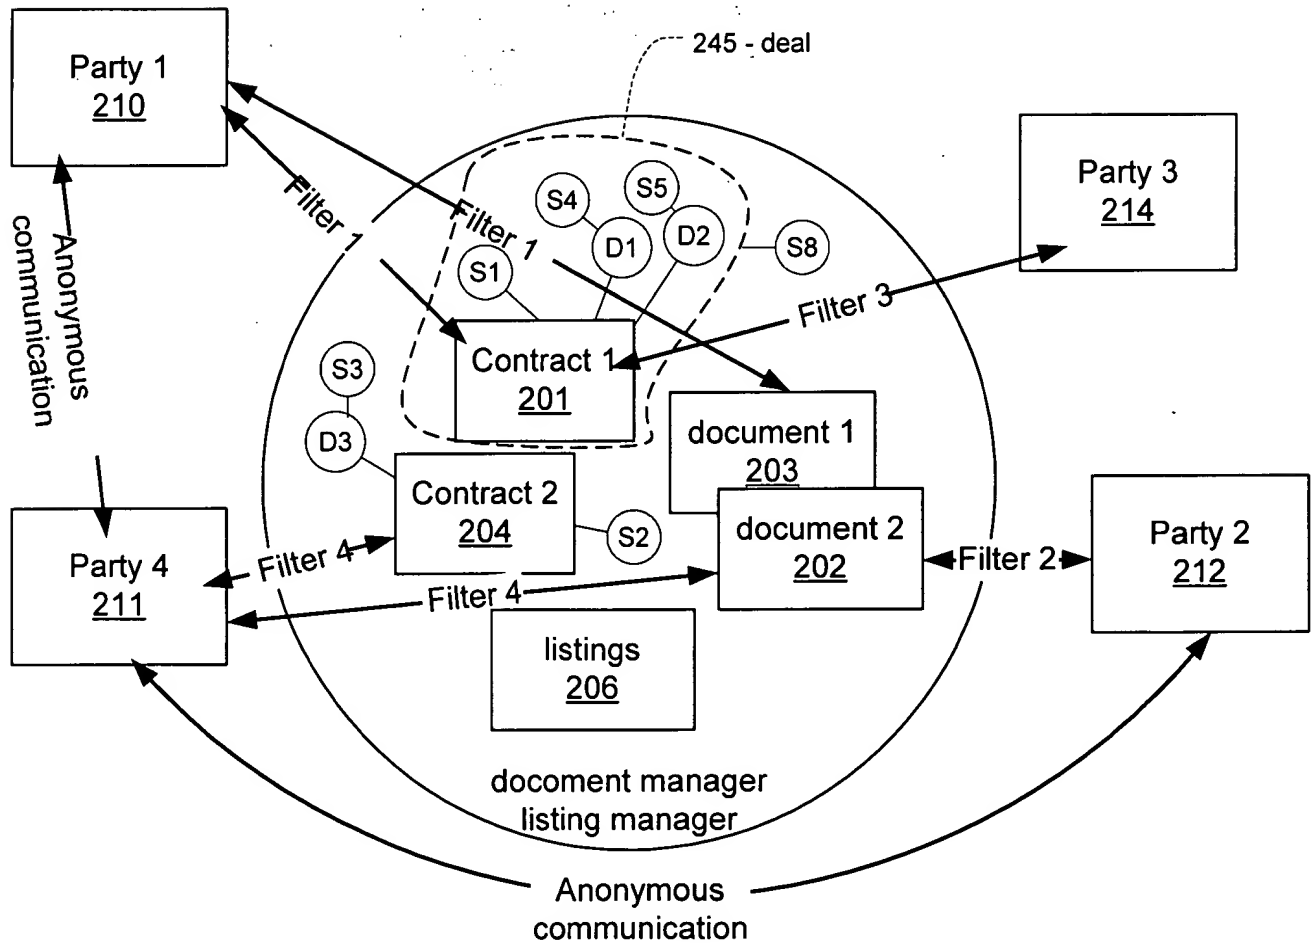 245 - deal
Party 1
210
Party 3
214
S5
S4
D1
D2
S8
S1
Filter 1
Filter 1
Filter 3
Anonymous
communication
Contract 1
201
S3
D3
document 1
203
Contract 2
204
S2
document 2
202
Party 4
211
Filter 4
Filter 4
Filter 2
Party 2
212
listings
206
docoment manager
listing manager
Anonymous
communication